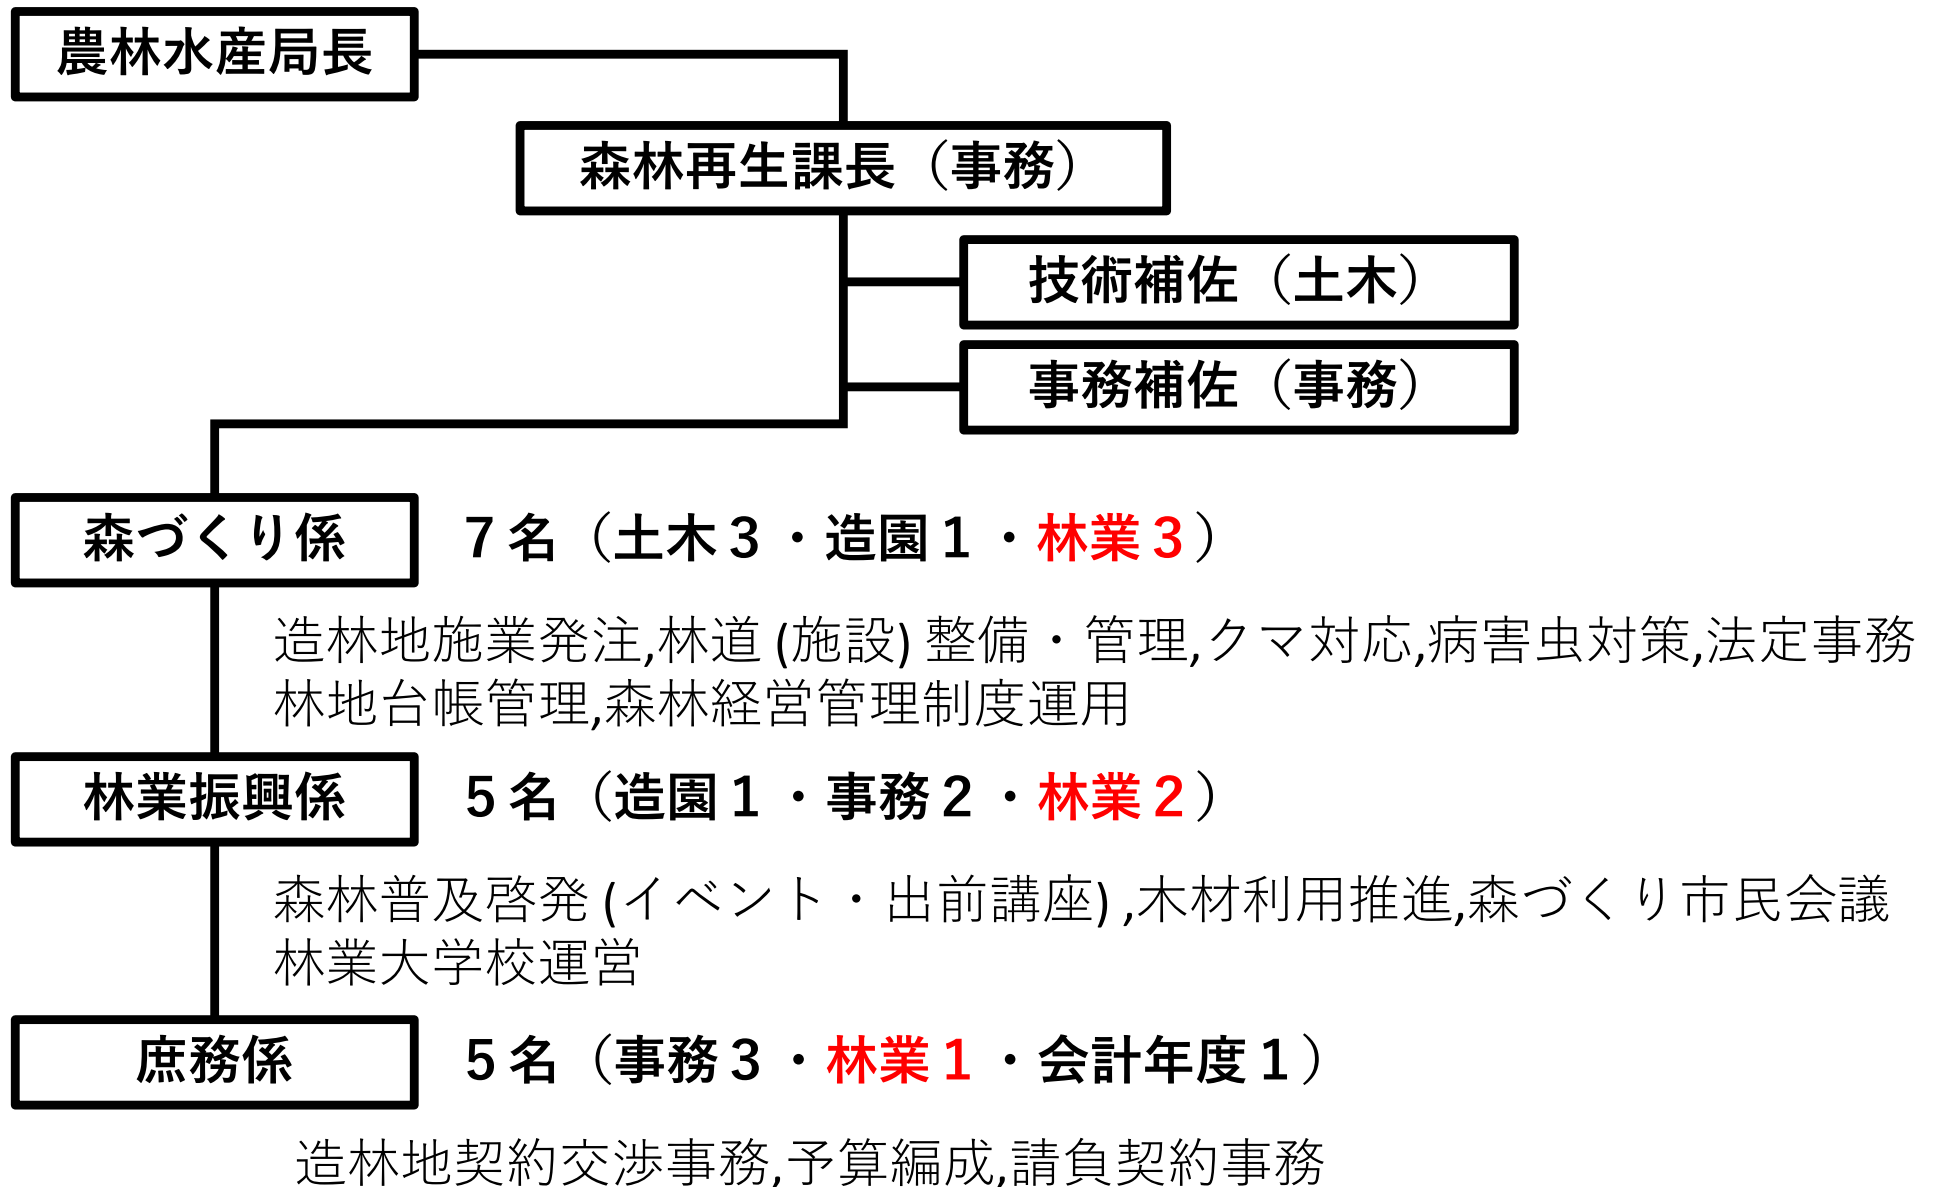 農林水産局長
森林再生課長（事務）
技術補佐（土木）
事務補佐（事務）
森づくり係
７名（土木３・造園１・林業３）
造林地施業発注,林道 (施設) 整備・管理,クマ対応,病害虫対策,法定事務
林地台帳管理,森林経営管理制度運用
林業振興係
５名（造園１・事務２・林業２）
森林普及啓発 (イベント・出前講座) ,木材利用推進,森づくり市民会議
林業大学校運営
庶務係
５名（事務３・林業１・会計年度１）
造林地契約交渉事務,予算編成,請負契約事務